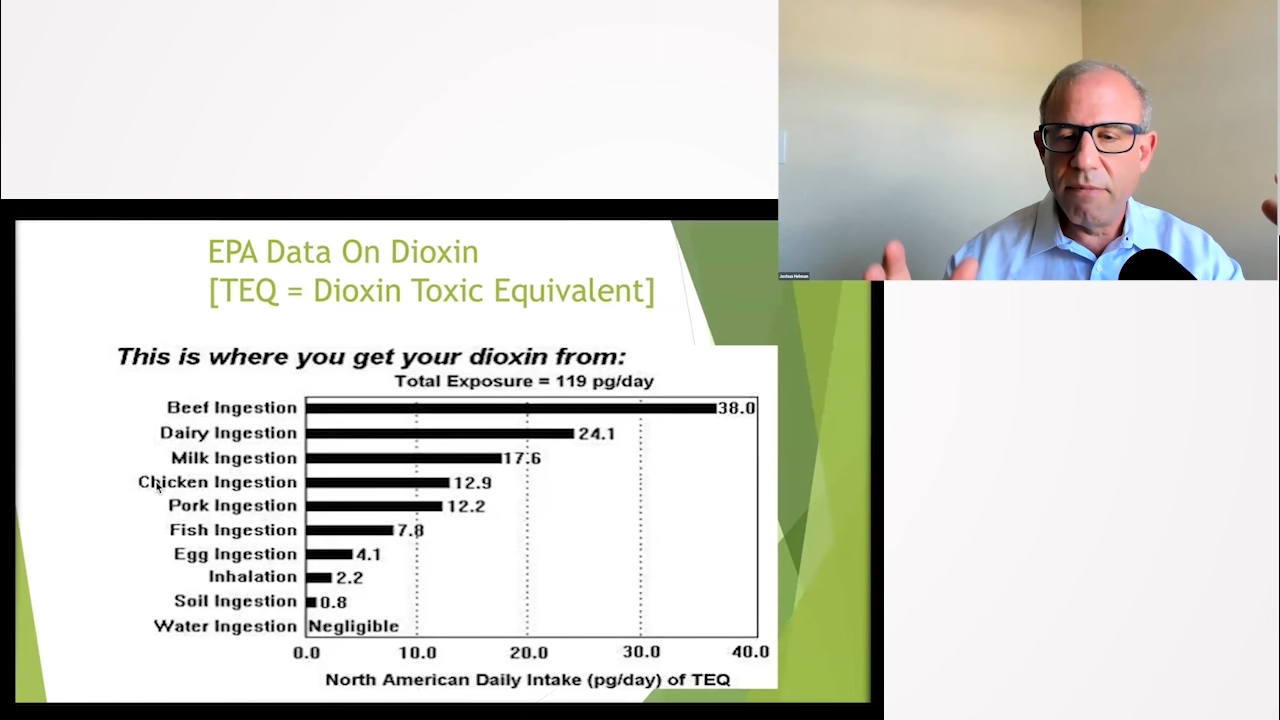 Joshua Helman
EPA Data On Dioxin
[TEQ = Dioxin Toxic Equivalent]
This is where you get your dioxin from:
Total Exposure = 119 pg/day
Beef Ingestion 38.0
Dairy Ingestion 24.1
Milk Ingestion 17.6
Chicken Ingestion 12.9
Pork Ingestion 12.2
Fish Ingestion 7.8
Egg Ingestion 4.1
Inhalation 2.2
Soil Ingestion 0.8
Water Ingestion Negligible
0.0 10.0 20.0 30.0 40.0
North American Daily Intake (pg/day) of TEQ